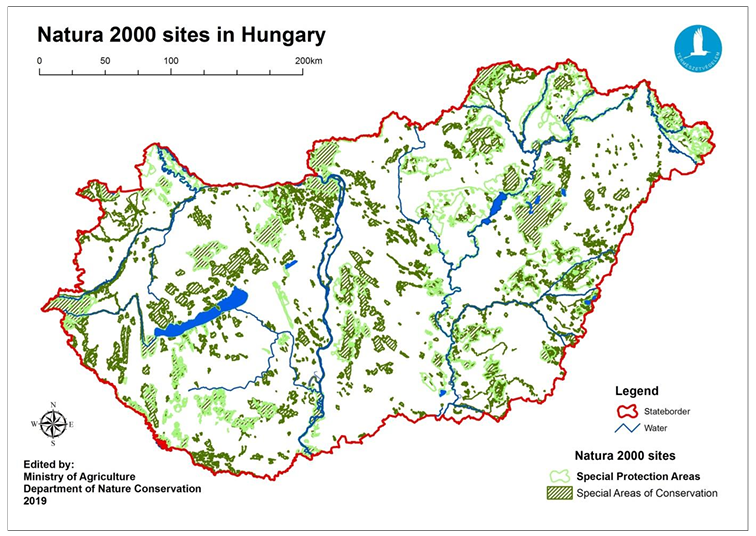 Natura 2000 sites in Hungary
0 50 100 200km
TERMÉSZETVÉDELEM
N
W E
S
Edited by:
Ministry of Agriculture
Department of Nature Conservation
2019
Legend
Stateborder
Water
Natura 2000 sites
Special Protection Areas
Special Areas of Conservation